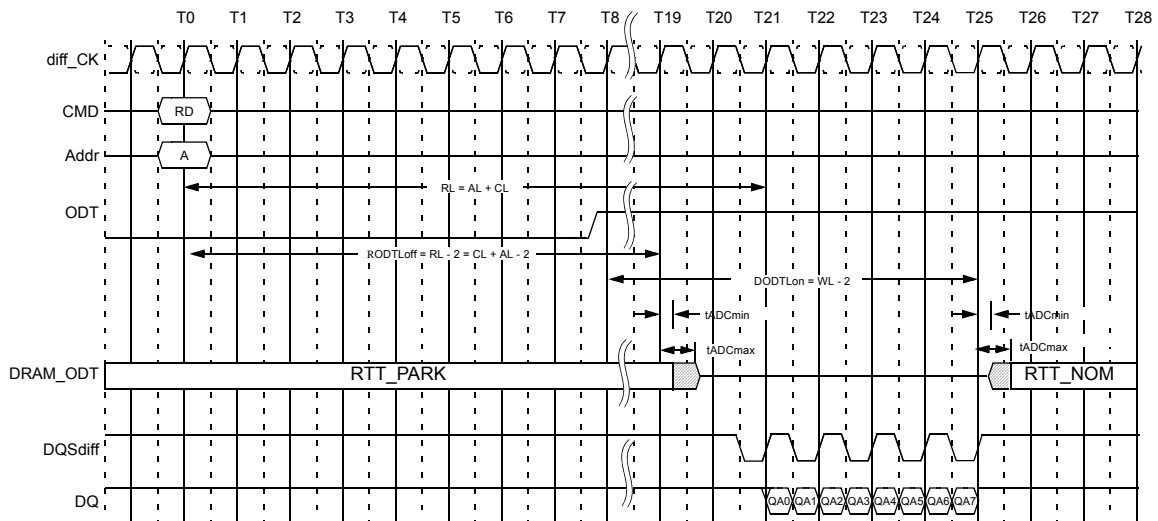 T0 T1 T2 T3 T4 T5 T6 T7 T8 T19 T20 T21 T22 T23 T24 T25 T26 T27 T28
diff_CK
CMD RD
Addr A
RL = AL + CL
ODT
RODTLoff = RL - 2 = CL + AL - 2
DODTLon = WL - 2
tADCmin tADCmin
tADCmax tADCmax
DRAM_ODT RTT_PARK RTT_NOM
DQSdiff
DQ QA0 QA1 QA2 QA3 QA4 QA5 QA6 QA7